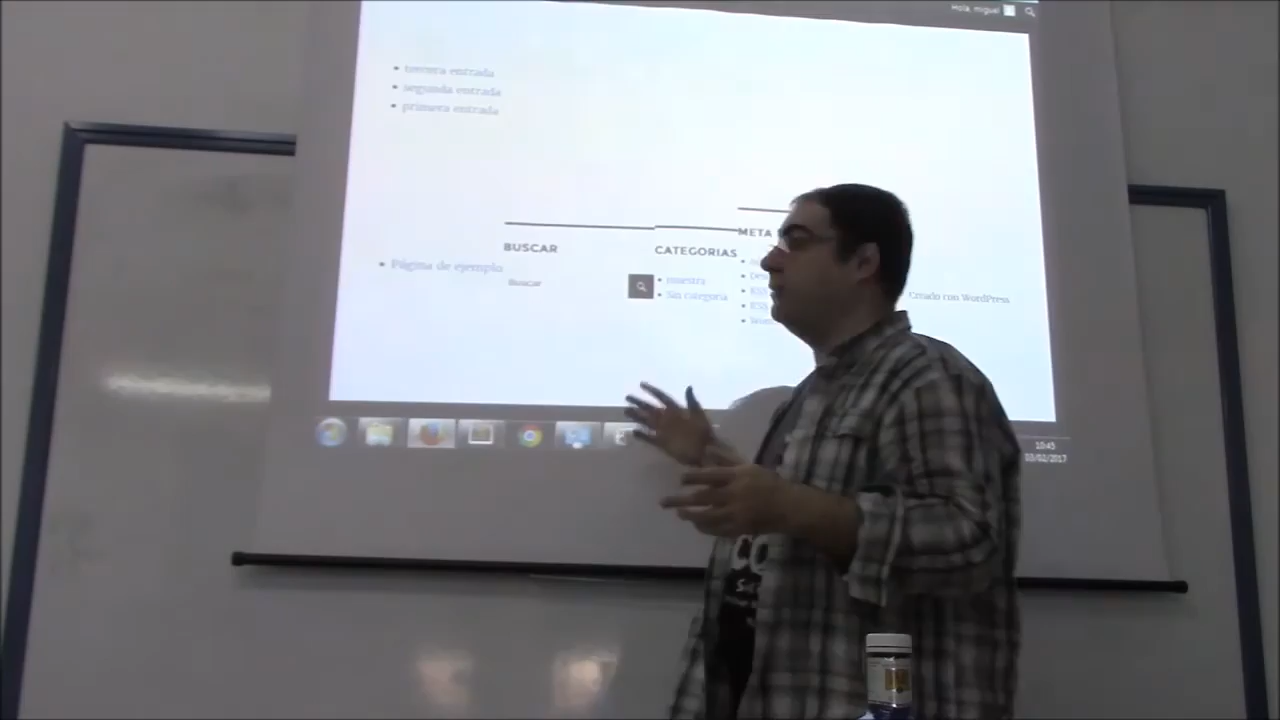 Hola, miguel
tercera entrada
segunda entrada
primera entrada
META
BUSCAR
CATEGORIAS
Página de ejemplo
Buscar
muestra
Sin categoría
RSS
Creado con WordPress
10:45
03/02/2017